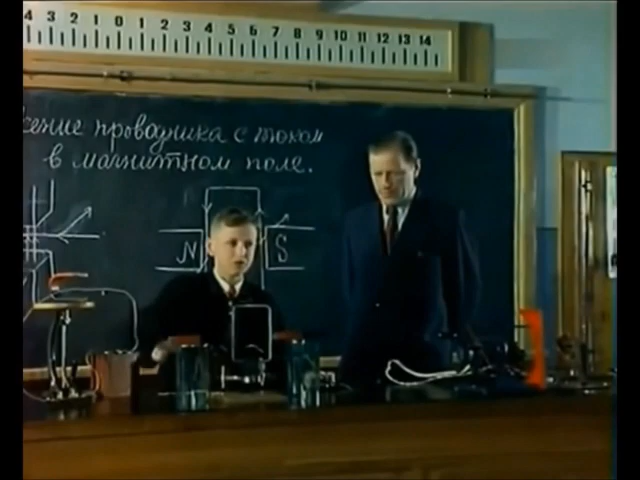 4 3 2 1 0 1 2 3 4 5 6 7 8 9 10 11 12 13 14
проводника с током
в магнитном поле.
N S